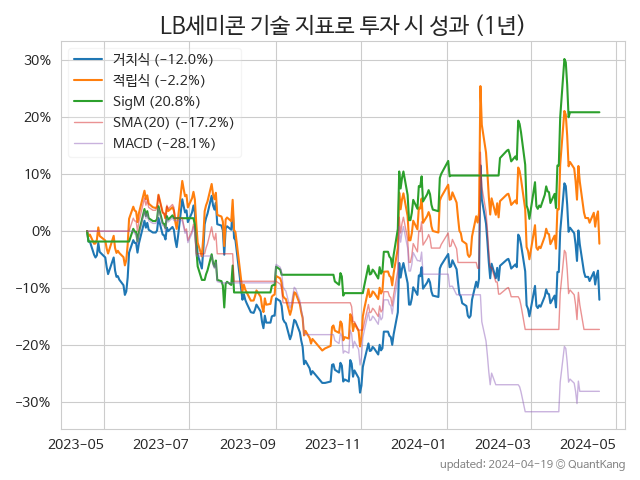 LB세미콘 기술 지표로 투자 시 성과 (1년)
거치식 (-12.0%)
적립식 (-2.2%)
SigM (20.8%)
SMA(20) (-17.2%)
MACD (-28.1%)
30%
20%
10%
0%
-10%
-20%
-30%
2023-05 2023-07 2023-09 2023-11 2024-01 2024-03 2024-05
updated: 2024-04-19 © QuantKang